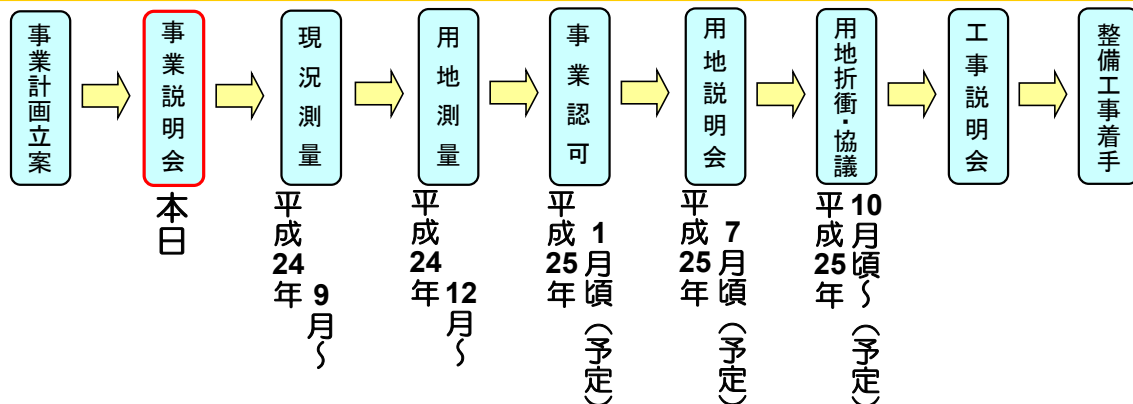 事業計画立案
事業説明会
現況測量
用地測量
事業認可
用地説明会
用地折衝・協議
工事説明会
整備工事着手
本日
平成24年
9月～
平成24年
12月～
平成25年
1月頃（予定）
平成25年
7月頃（予定）
平成25年
10月頃～（予定）